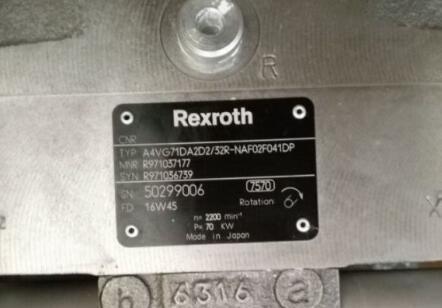 R
Rexroth
CNR
TYP A4VG71DA2D2/32R-NAF02F041DP
MNR R971037177
SYN R971036739
SN 50299006 7570
FD 16W45 Rotation
n= 2200 min⁻¹
P= 70 KW
Made in Japan
b 6316 a